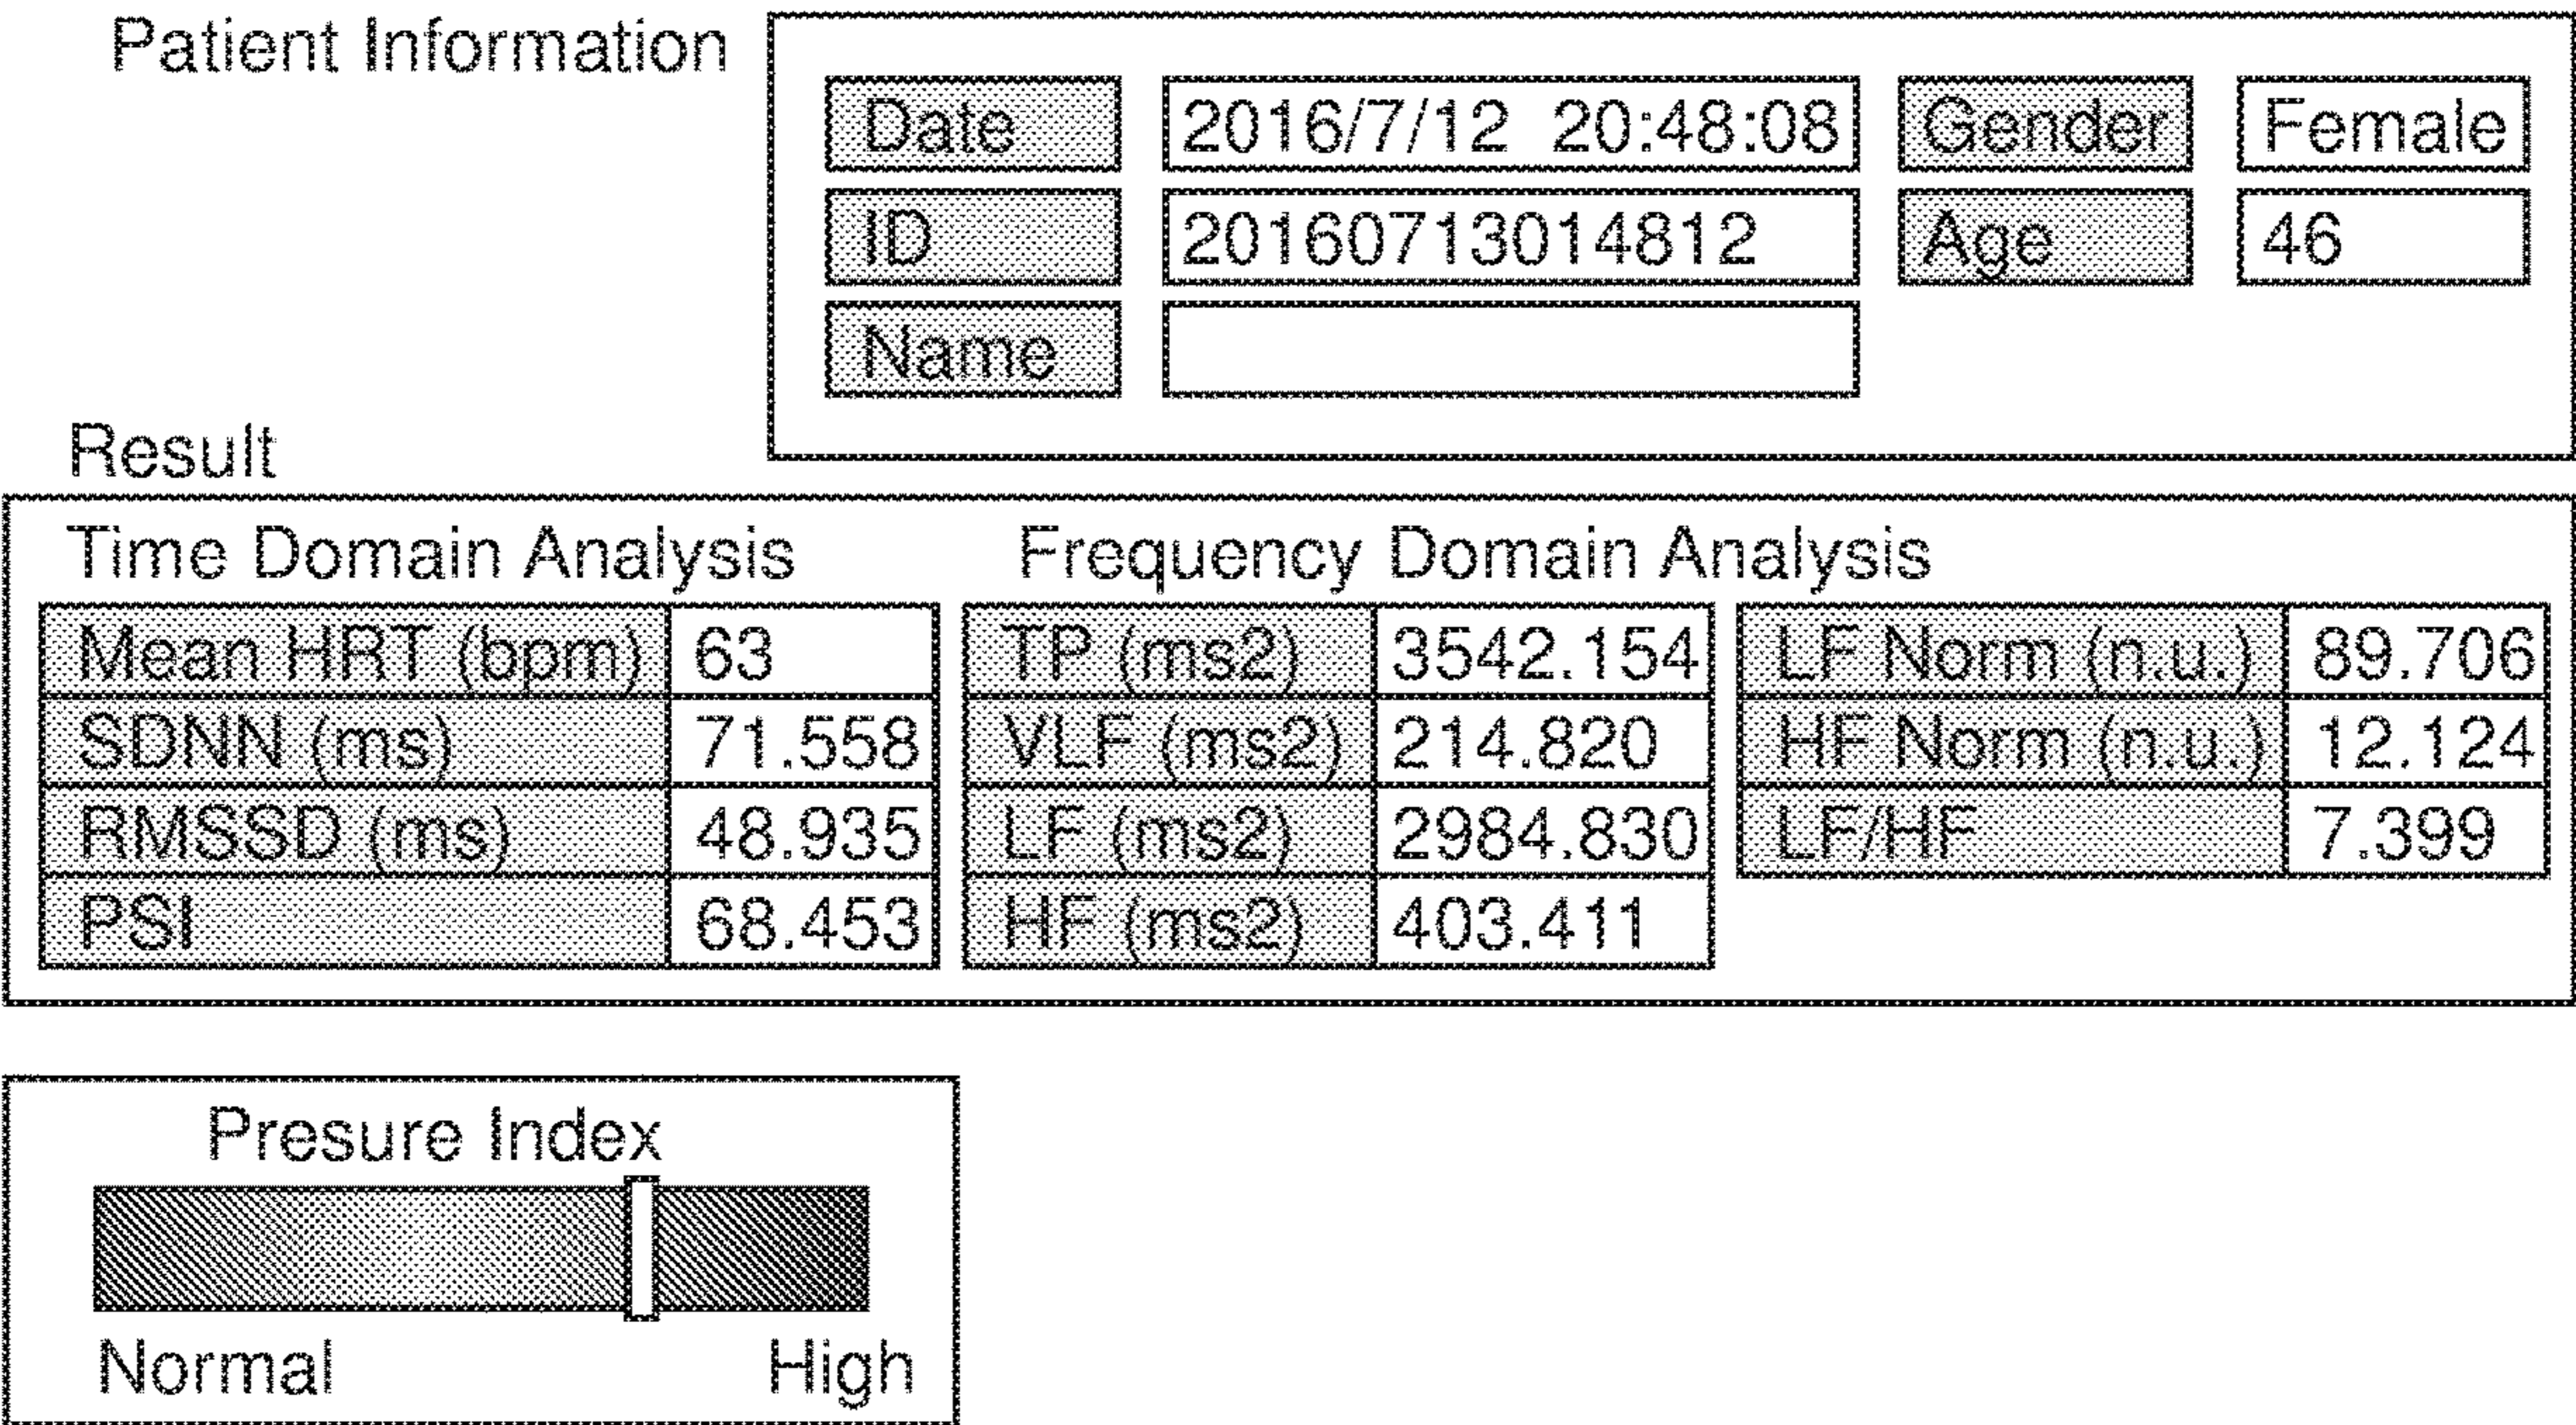 Patient Information
Date 2016/7/12 20:48:08 Gender Female
ID 20160713014812 Age 46
Name
Result
Time Domain Analysis Frequency Domain Analysis
Mean HRT (bpm) 63 TP (ms2) 3542.154 LF Norm (n.u.) 89.706
SDNN (ms) 71.558 VLF (ms2) 214.820 HF Norm (n.u.) 12.124
RMSSD (ms) 48.935 LF (ms2) 2984.830 LF/HF 7.399
PSI 68.453 HF (ms2) 403.411
Presure Index
Normal High